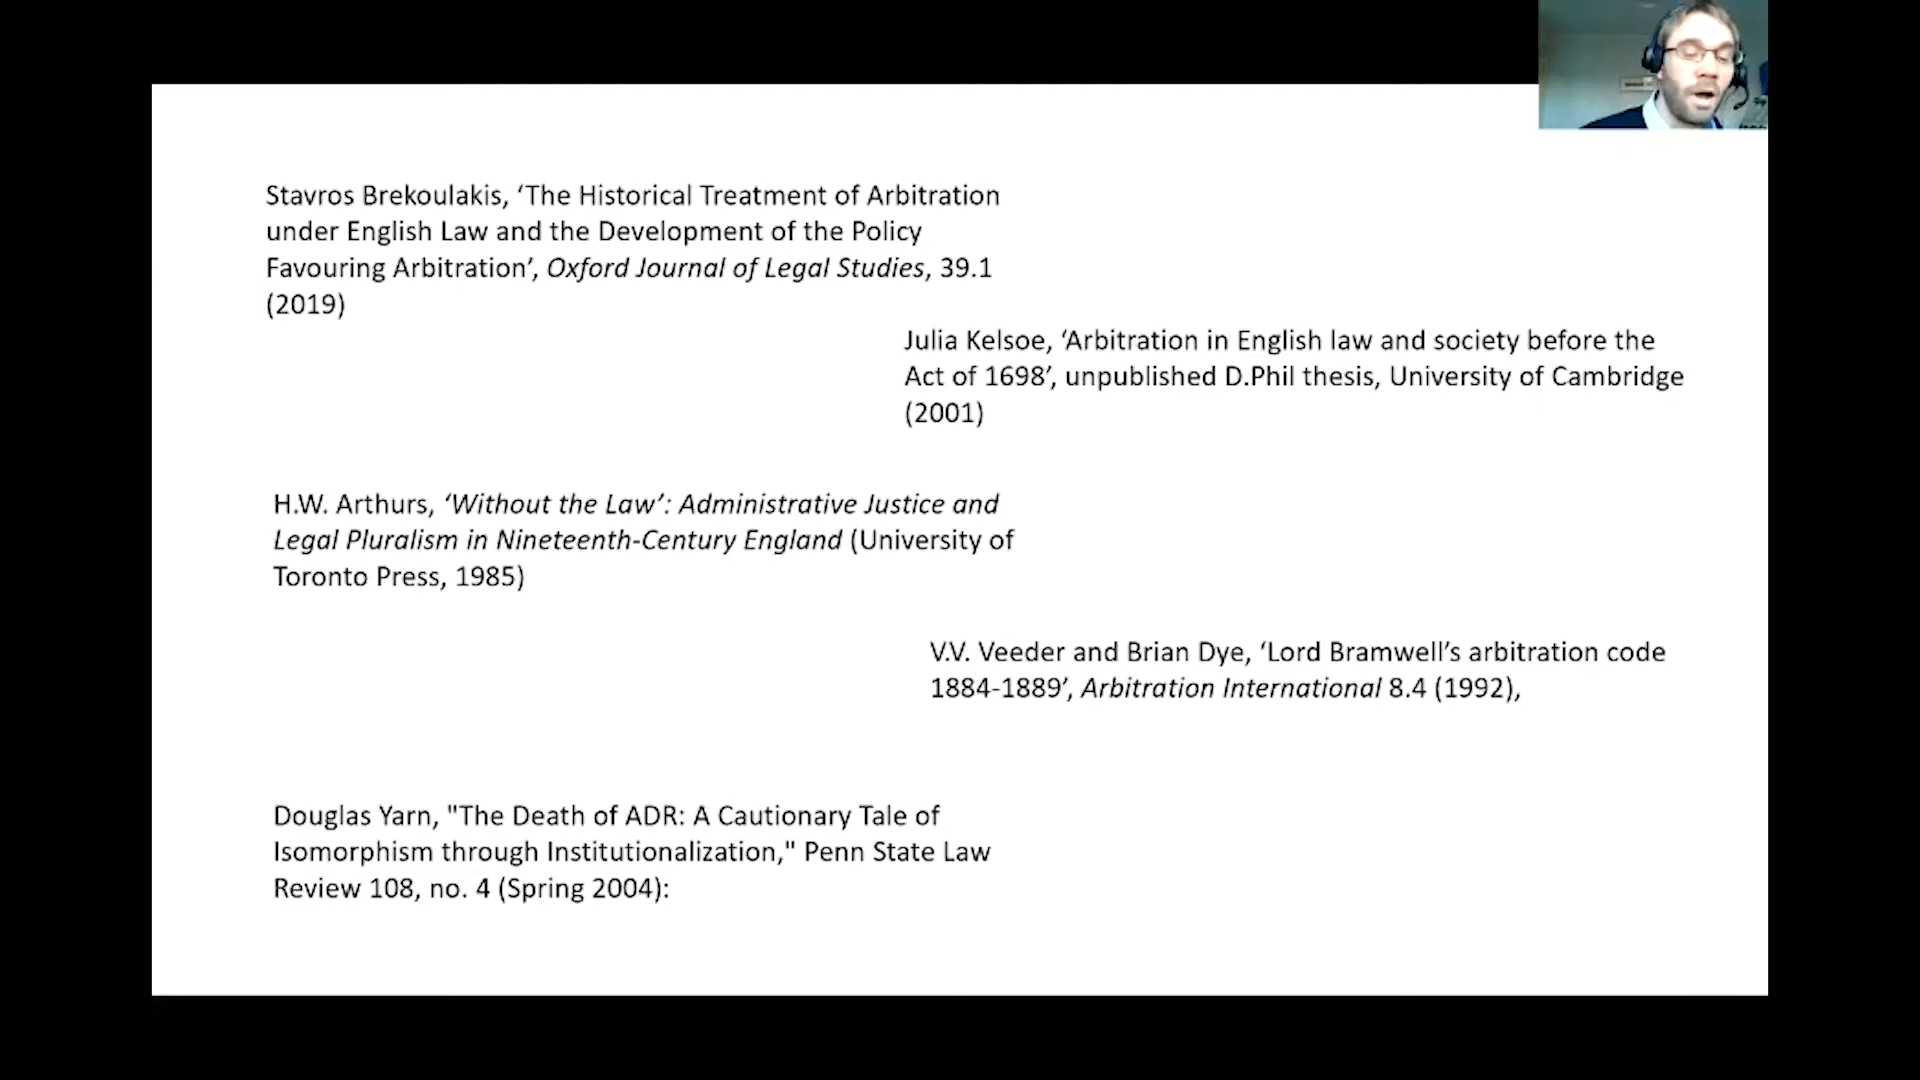 Stavros Brekoulakis, ‘The Historical Treatment of Arbitration
under English Law and the Development of the Policy
Favouring Arbitration’, Oxford Journal of Legal Studies, 39.1
(2019)
Julia Kelsoe, ‘Arbitration in English law and society before the
Act of 1698’, unpublished D.Phil thesis, University of Cambridge
(2001)
H.W. Arthurs, ‘Without the Law’: Administrative Justice and
Legal Pluralism in Nineteenth-Century England (University of
Toronto Press, 1985)
V.V. Veeder and Brian Dye, ‘Lord Bramwell’s arbitration code
1884-1889’, Arbitration International 8.4 (1992),
Douglas Yarn, "The Death of ADR: A Cautionary Tale of
Isomorphism through Institutionalization," Penn State Law
Review 108, no. 4 (Spring 2004):